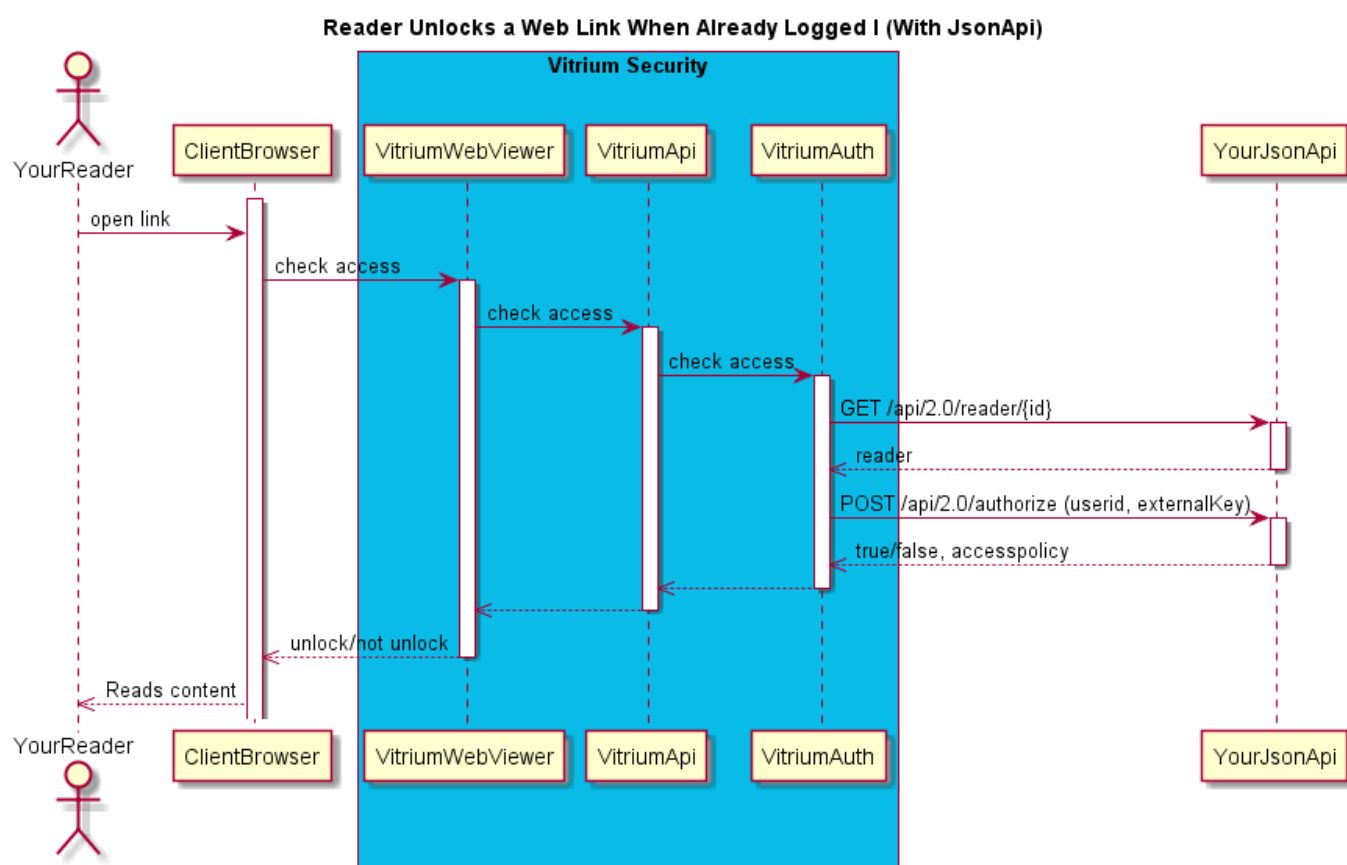 Reader Unlocks a Web Link When Already Logged I (With JsonApi)
Vitrium Security
YourReader
ClientBrowser
VitriumWebViewer
VitriumApi
VitriumAuth
YourJsonApi
open link
check access
check access
check access
GET /api/2.0/reader/{id}
reader
POST /api/2.0/authorize (userid, externalKey)
true/false, accesspolicy
unlock/not unlock
Reads content
YourReader
ClientBrowser
VitriumWebViewer
VitriumApi
VitriumAuth
YourJsonApi